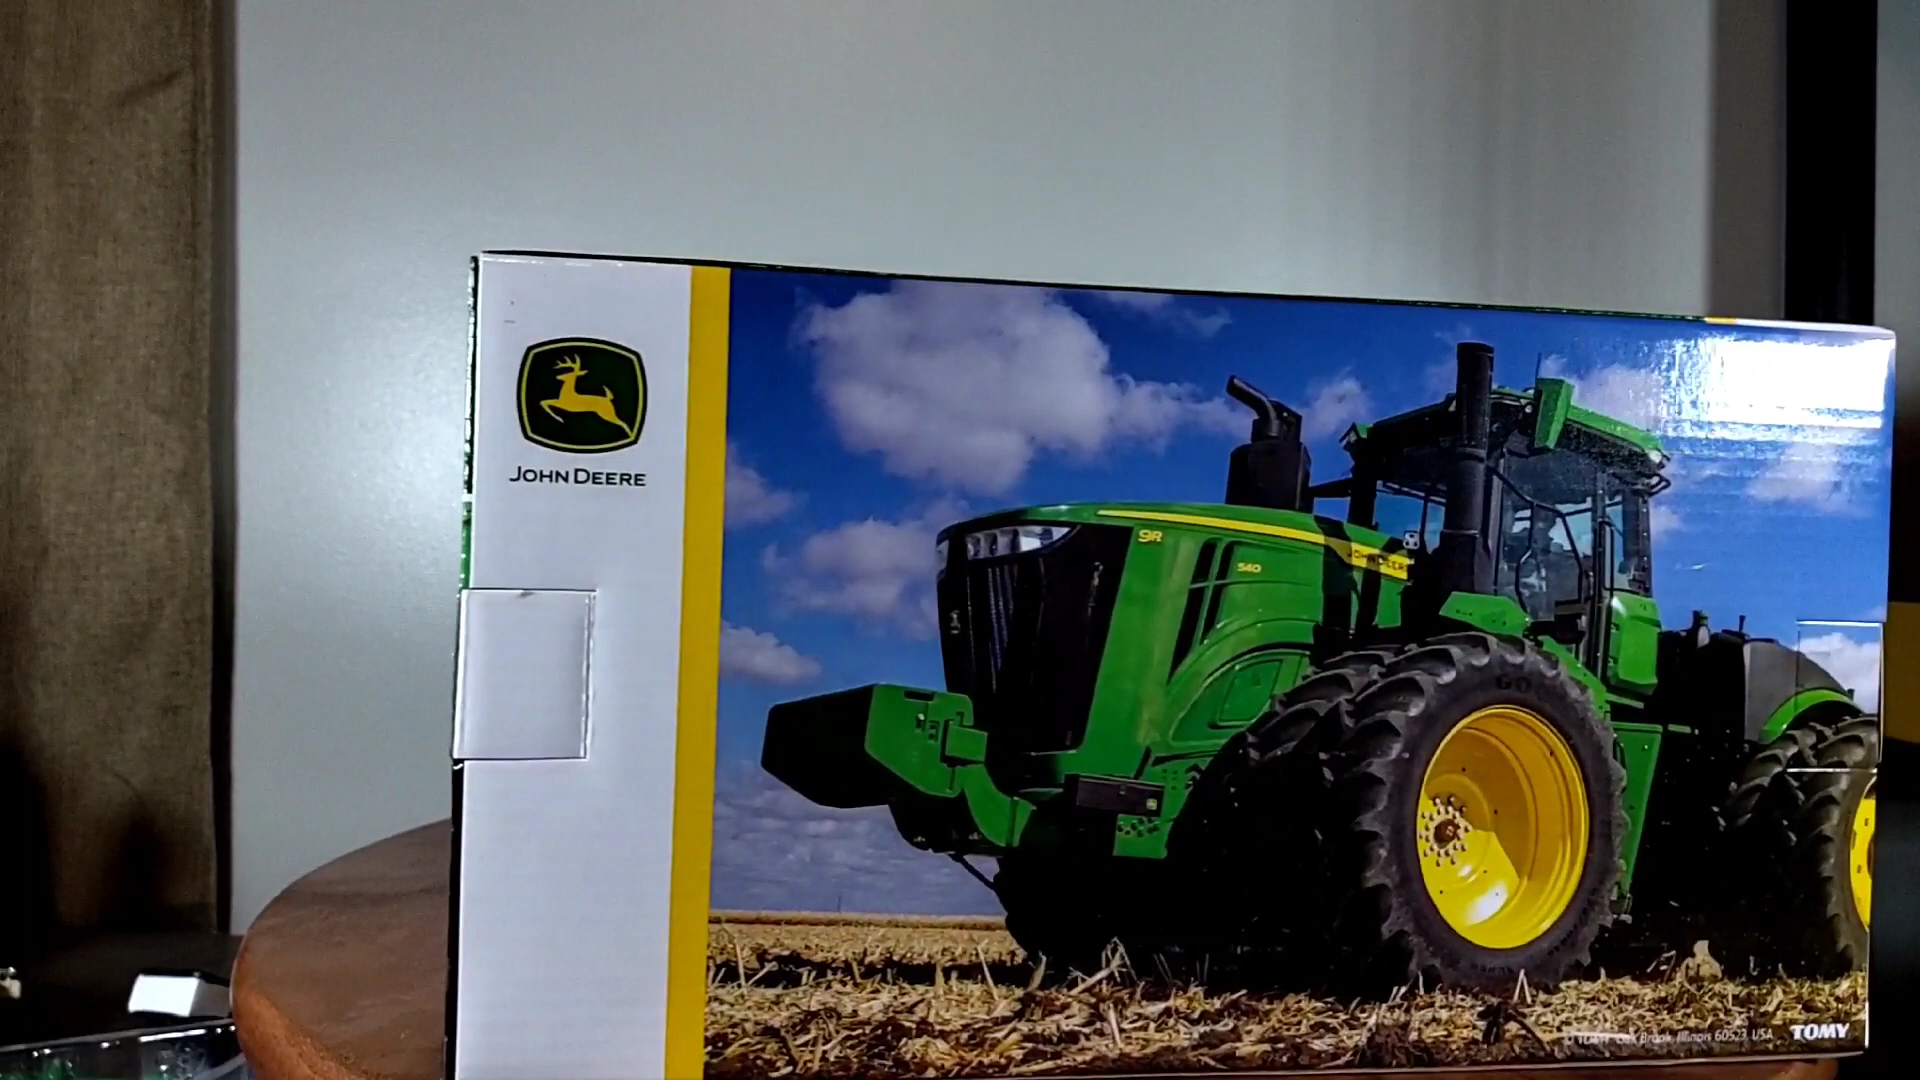 JOHN DEERE
9R
540
JOHN DEERE
Oak Brook, Illinois 60523, USA
TOMY